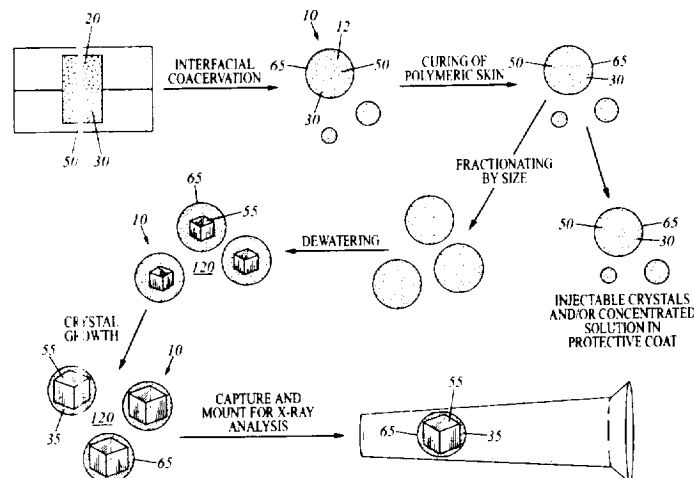 20
50 30
INTERFACIAL
COACERVATION
10
12
65
50
30
CURING OF
POLYMERIC SKIN
50
65
30
FRACTIONATING
BY SIZE
50
65
30
INJECTABLE CRYSTALS
AND/OR CONCENTRATED
SOLUTION IN
PROTECTIVE COAT
DEWATERING
65
55
10
120
CRYSTAL
GROWTH
55
10
120
35
65
CAPTURE AND
MOUNT FOR X-RAY
ANALYSIS
55
65
35